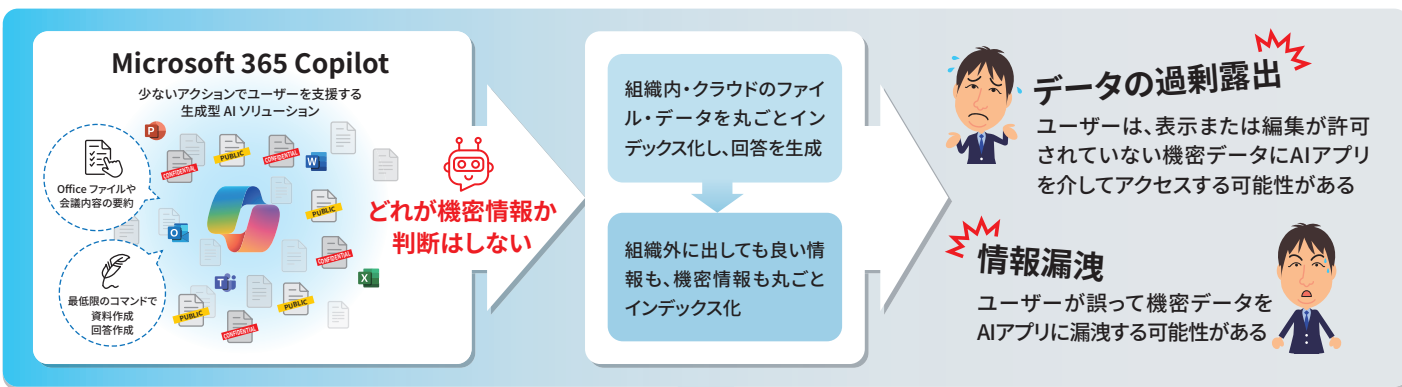 Microsoft 365 Copilot
少ないアクションでユーザーを支援する
生成型 AI ソリューション
Office ファイルや
会議内容の要約
最低限のコマンドで
資料作成
回答作成
P
CONFIDENTIAL
PUBLIC
CONFIDENTIAL
W
PUBLIC
O
CONFIDENTIAL
T
X
PUBLIC
CONFIDENTIAL
PUBLIC
どれが機密情報か
判断はしない
組織内・クラウドのファイ
ル・データを丸ごとイン
デックス化し、回答を生成
組織外に出しても良い情
報も、機密情報も丸ごと
インデックス化
データの過剰露出
ユーザーは、表示または編集が許可
されていない機密データにAIアプリ
を介してアクセスする可能性がある
情報漏洩
ユーザーが誤って機密データを
AIアプリに漏洩する可能性がある